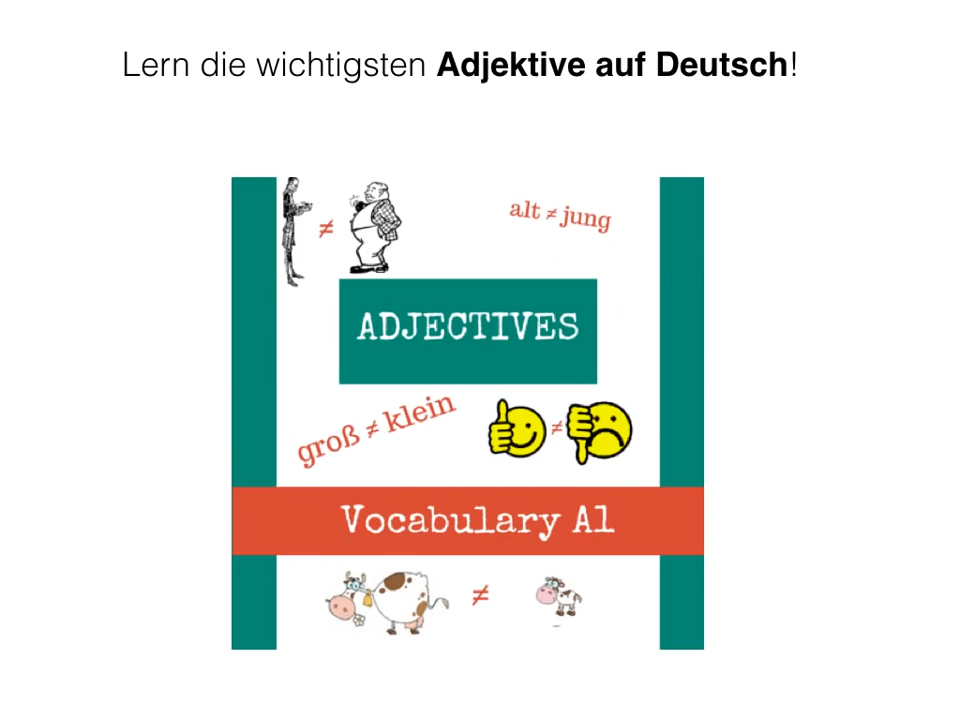 Lern die wichtigsten Adjektive auf Deutsch!
≠
alt ≠ jung
ADJECTIVES
groß ≠ klein
≠
Vocabulary A1
≠